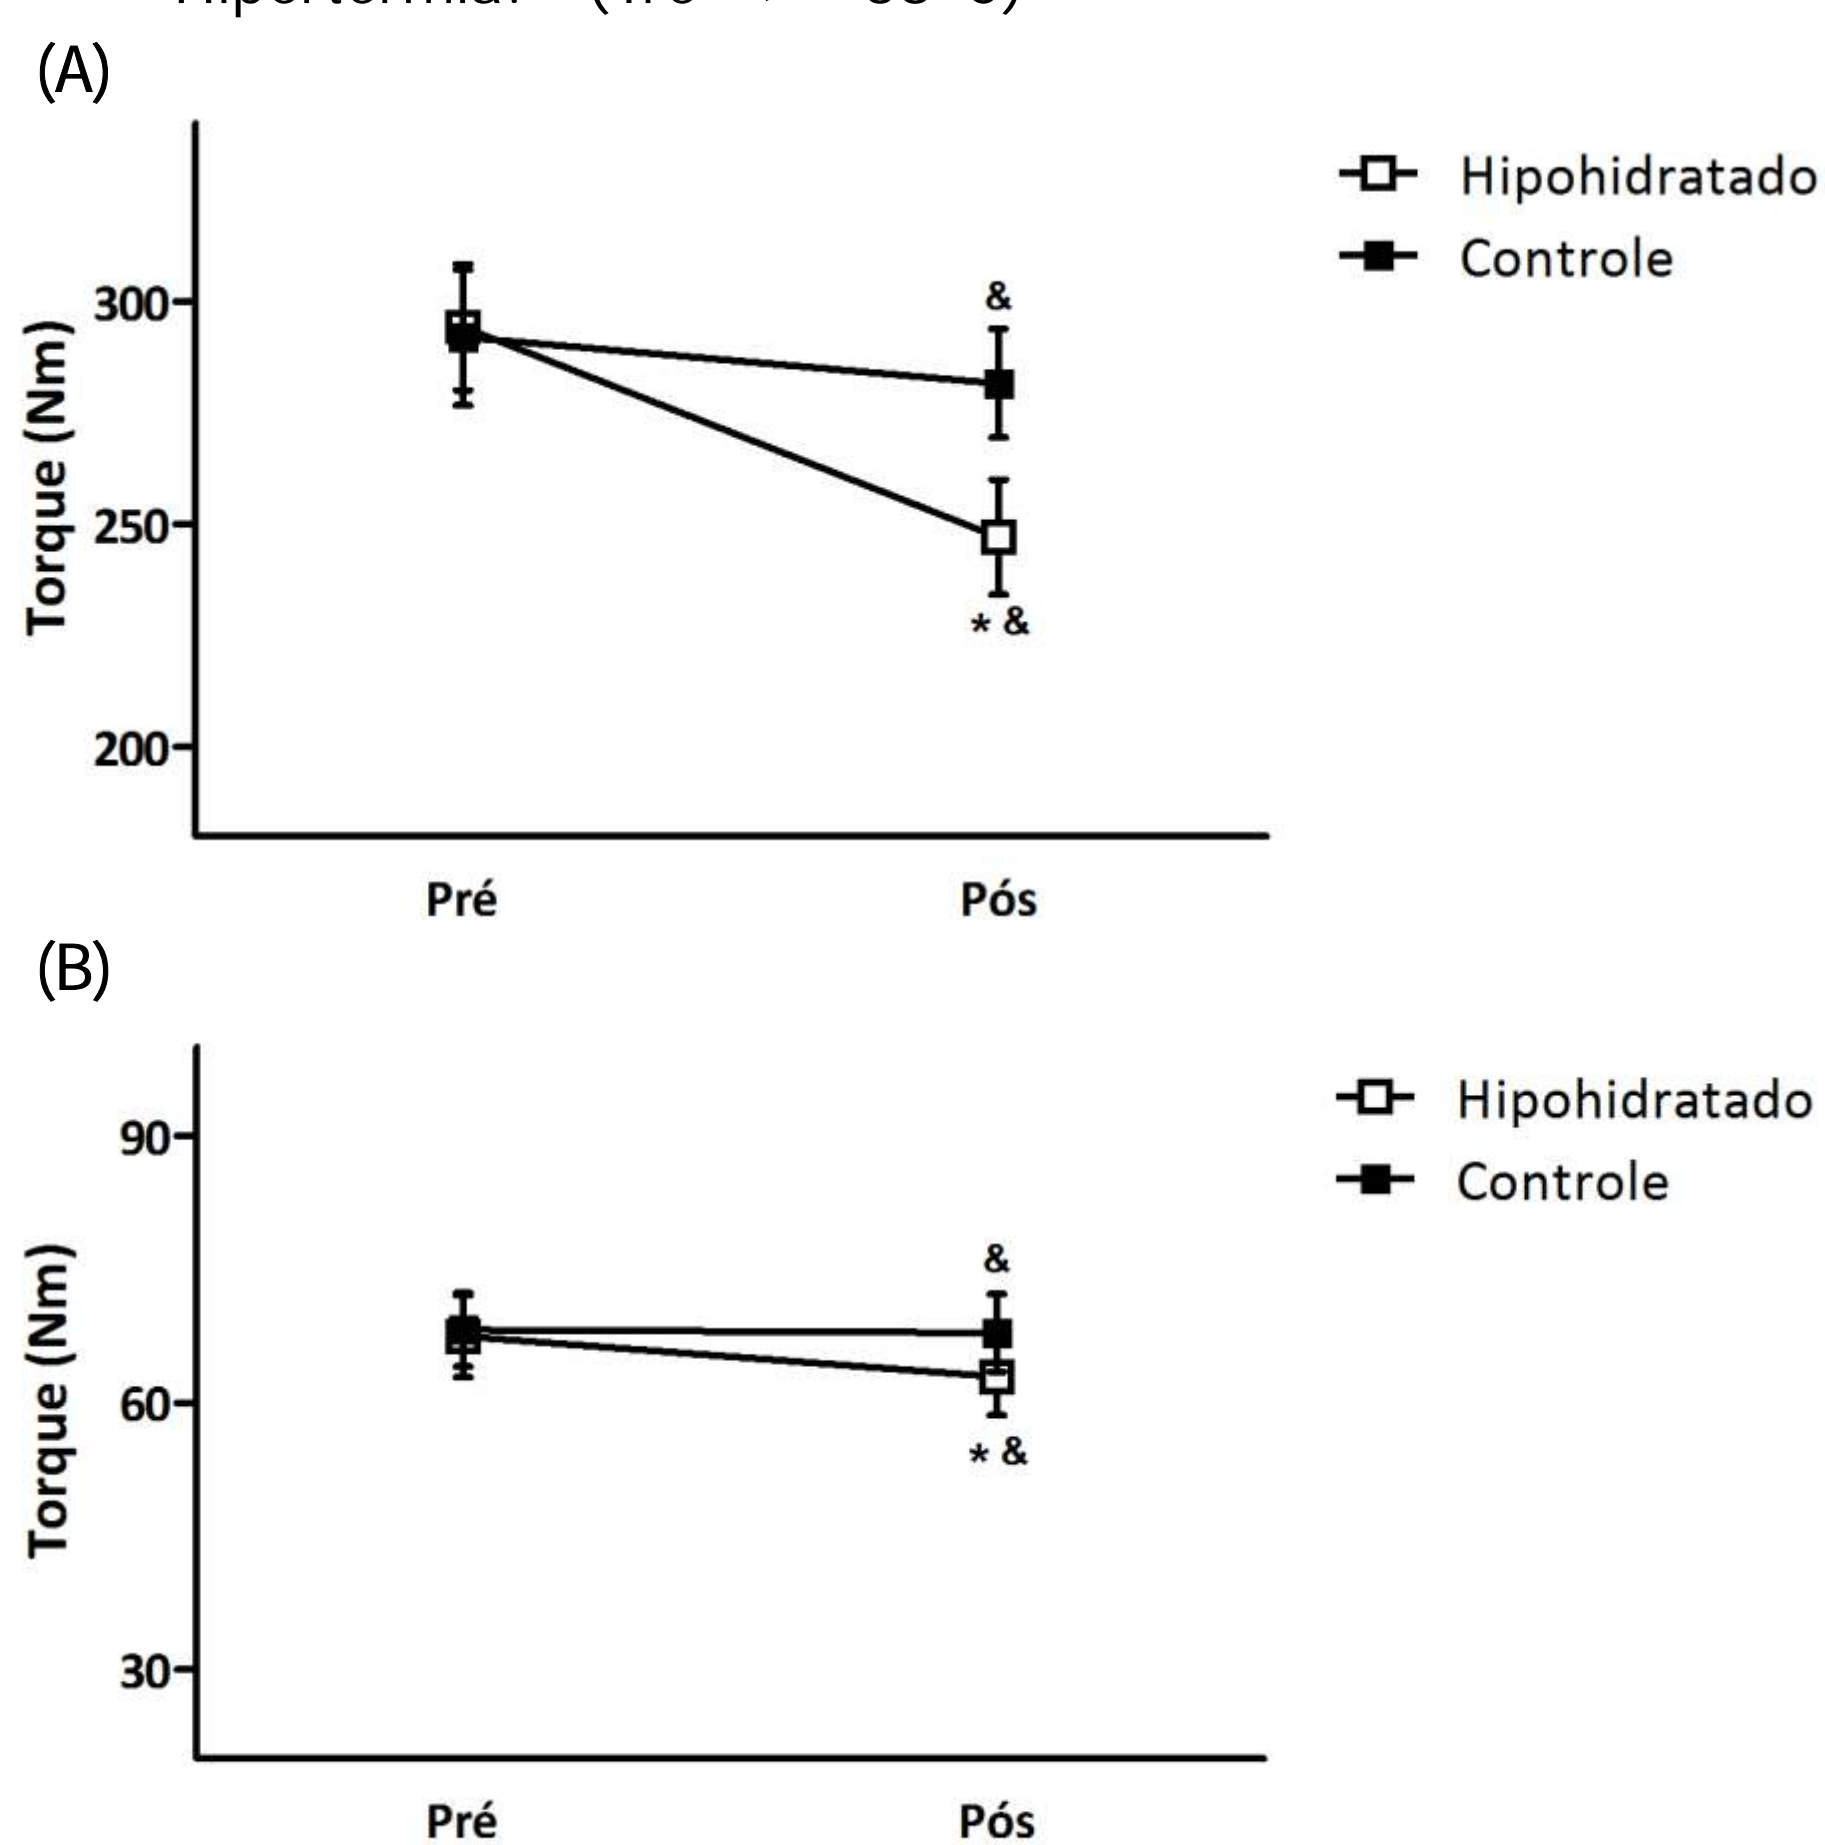 (A)
Hipohidratado
Controle
Torque (Nm)
300
250
200
&
* &
Pré Pós
(B)
Hipohidratado
Controle
Torque (Nm)
90
60
30
&
* &
Pré Pós